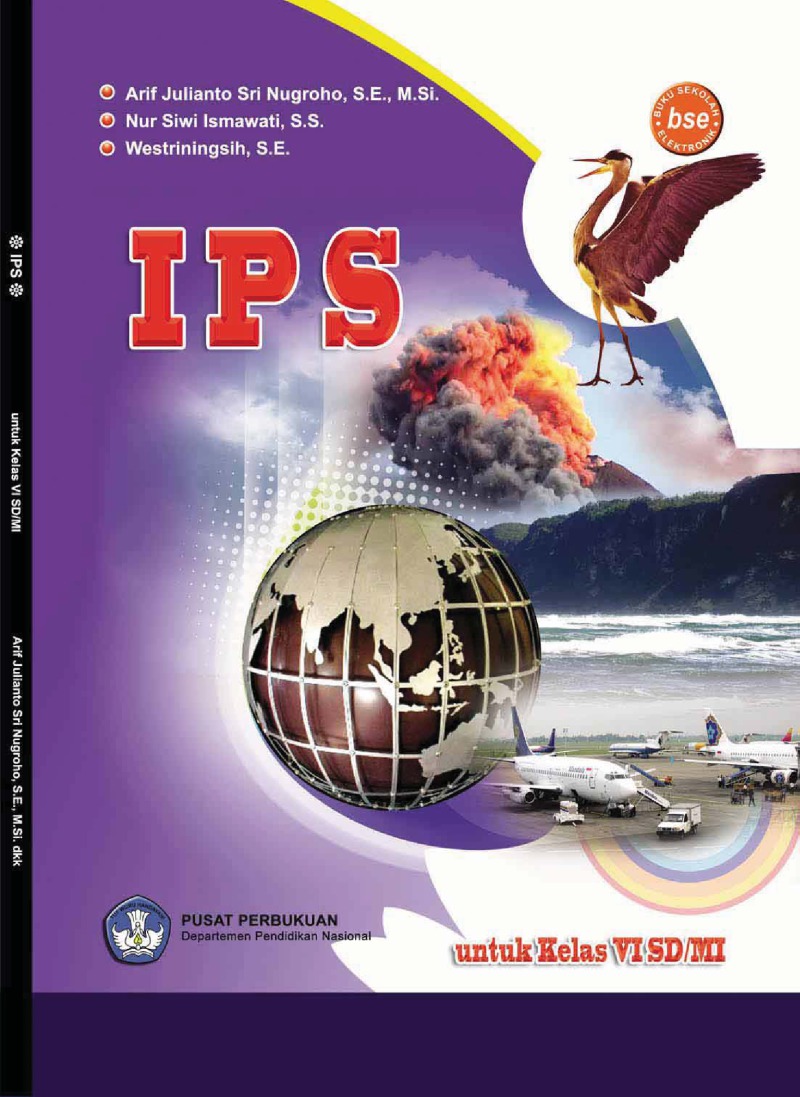 Arif Julianto Sri Nugroho, S.E., M.Si.
Nur Siwi Ismawati, S.S.
Westriningsih, S.E.
BUKU SEKOLAH
bse
ELEKTRONIK
IPS
PUSAT PERBUKUAN
Departemen Pendidikan Nasional
untuk Kelas VI SD/MI
IPS
untuk Kelas VI SD/MI
Arif Julianto Sri Nugroho, S.E., M.Si. dkk